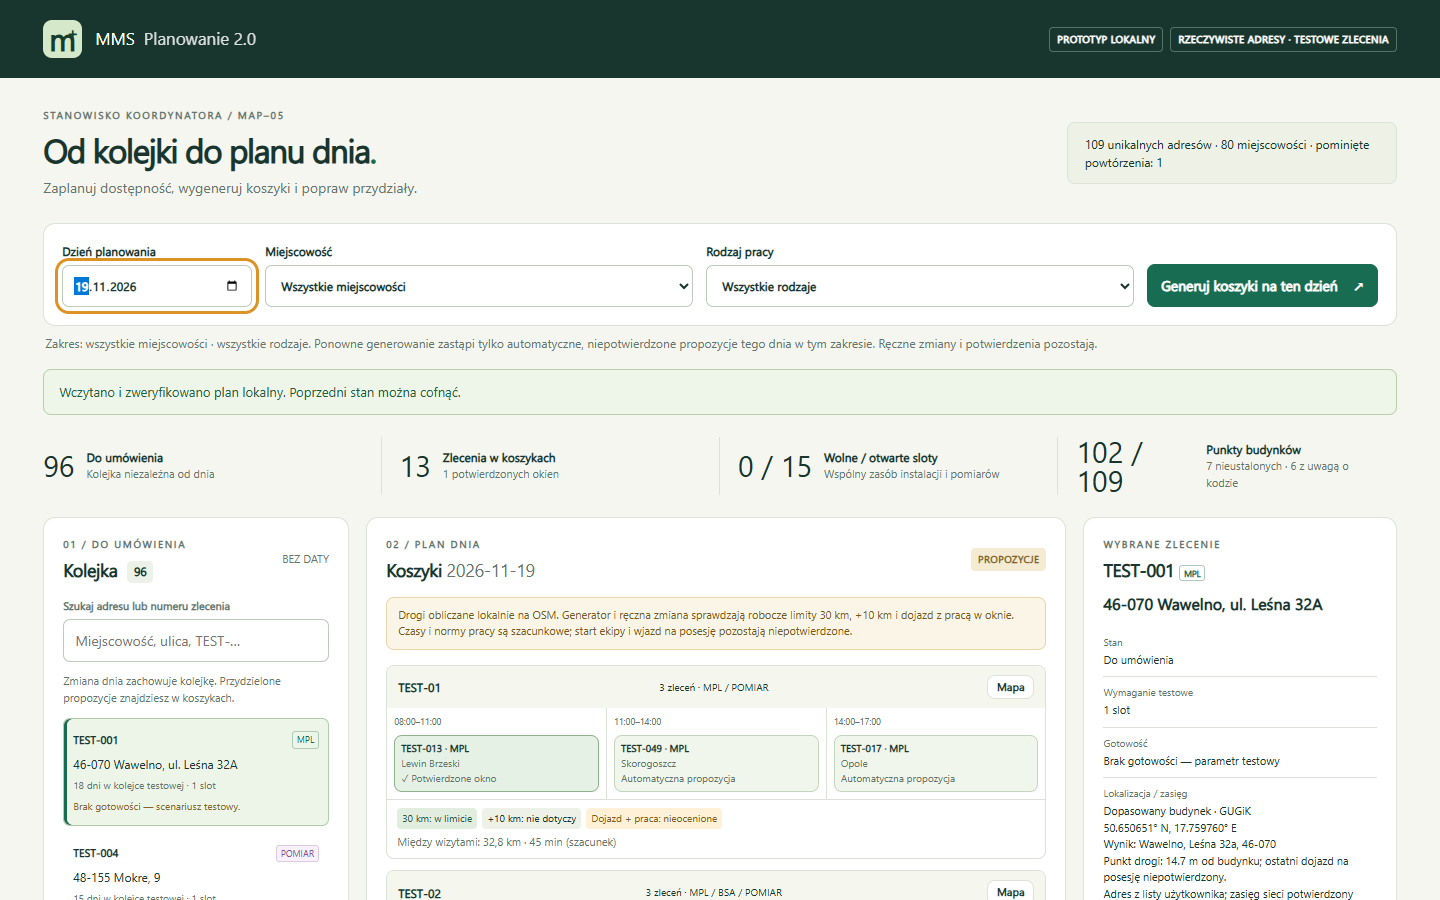 mt MMS Planowanie 2.0
PROTOTYP LOKALNY
RZECZYWISTE ADRESY · TESTOWE ZLECENIA
STANOWISKO KOORDYNATORA / MAP–05
Od kolejki do planu dnia.
Zaplanuj dostępność, wygeneruj koszyki i popraw przydziały.
109 unikalnych adresów · 80 miejscowości · pominięte
powtórzenia: 1
Dzień planowania
19.11.2026
Miejscowość
Wszystkie miejscowości
Rodzaj pracy
Wszystkie rodzaje
Generuj koszyki na ten dzień ↗
Zakres: wszystkie miejscowości · wszystkie rodzaje. Ponowne generowanie zastąpi tylko automatyczne, niepotwierdzone propozycje tego dnia w tym zakresie. Ręczne zmiany i potwierdzenia pozostają.
Wczytano i zweryfikowano plan lokalny. Poprzedni stan można cofnąć.
96
Do umówienia
Kolejka niezależna od dnia
13
Zlecenia w koszykach
1 potwierdzonych okien
0 / 15
Wolne / otwarte sloty
Wspólny zasób instalacji i pomiarów
102 /
109
Punkty budynków
7 nieustalonych · 6 z uwagą o
kodzie
01 / DO UMÓWIENIA
Kolejka 96
BEZ DATY
Szukaj adresu lub numeru zlecenia
Miejscowość, ulica, TEST-...
Zmiana dnia zachowuje kolejkę. Przydzielone
propozycje znajdziesz w koszykach.
TEST-001 MPL
46-070 Wawelno, ul. Leśna 32A
18 dni w kolejce testowej · 1 slot
Brak gotowości — scenariusz testowy.
TEST-004 POMIAR
48-155 Mokre, 9
15 dni w kolejce testowej · 1 slot
02 / PLAN DNIA
Koszyki 2026-11-19
PROPOZYCJE
Drogi obliczane lokalnie na OSM. Generator i ręczna zmiana sprawdzają robocze limity 30 km, +10 km i dojazd z pracą w oknie.
Czasy i normy pracy są szacunkowe; start ekipy i wjazd na posesję pozostają niepotwierdzone.
TEST-01
3 zleceń · MPL / POMIAR
Mapa
08:00–11:00
TEST-013 · MPL
Lewin Brzeski
✓ Potwierdzone okno
11:00–14:00
TEST-049 · MPL
Skorogoszcz
Automatyczna propozycja
14:00–17:00
TEST-017 · MPL
Opole
Automatyczna propozycja
30 km: w limicie
+10 km: nie dotyczy
Dojazd + praca: nieocenione
Między wizytami: 32,8 km · 45 min (szacunek)
TEST-02
3 zleceń · MPL / BSA / POMIAR
Mapa
WYBRANE ZLECENIE
TEST-001 MPL
46-070 Wawelno, ul. Leśna 32A
Stan
Do umówienia
Wymaganie testowe
1 slot
Gotowość
Brak gotowości — parametr testowy
Lokalizacja / zasięg
Dopasowany budynek · GUGiK
50.650651° N, 17.759760° E
Wynik: Wawelno, Leśna 32a, 46-070
Punkt drogi: 14.7 m od budynku; ostatni dojazd na
posesję niepotwierdzony.
Adres z listy użytkownika; zasięg sieci potwierdzony